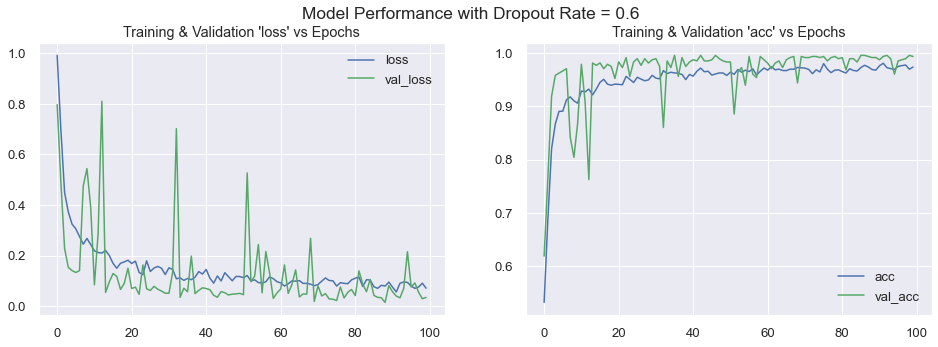 Model Performance with Dropout Rate = 0.6
Training & Validation 'loss' vs Epochs
1.0
0.8
0.6
0.4
0.2
0.0
0 20 40 60 80 100
loss
val_loss
Training & Validation 'acc' vs Epochs
1.0
0.9
0.8
0.7
0.6
0 20 40 60 80 100
acc
val_acc